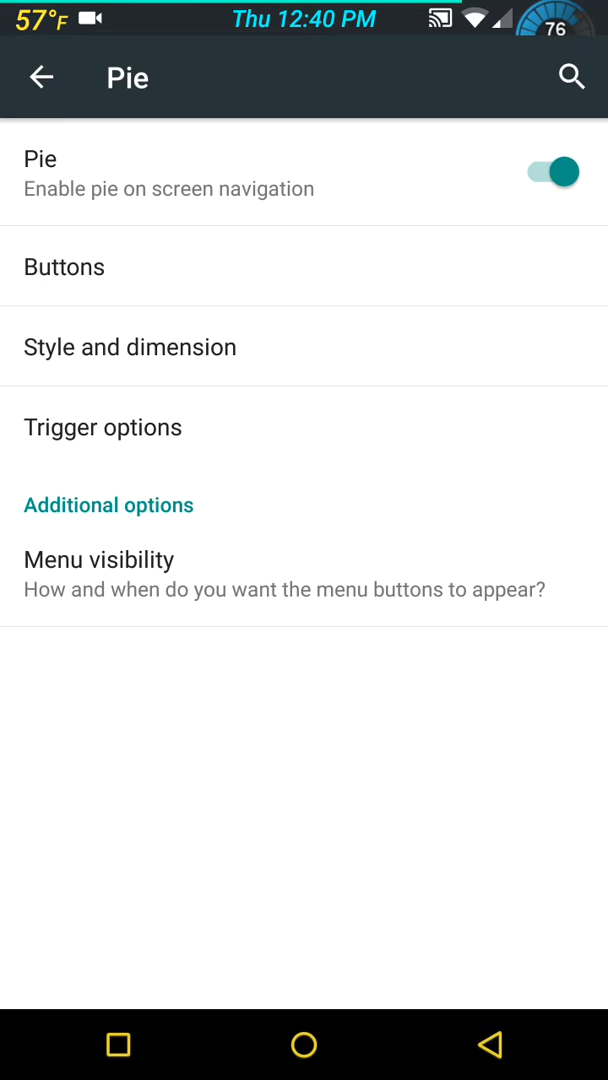 57°F Thu 12:40 PM 76
Pie
Pie
Enable pie on screen navigation
Buttons
Style and dimension
Trigger options
Additional options
Menu visibility
How and when do you want the menu buttons to appear?